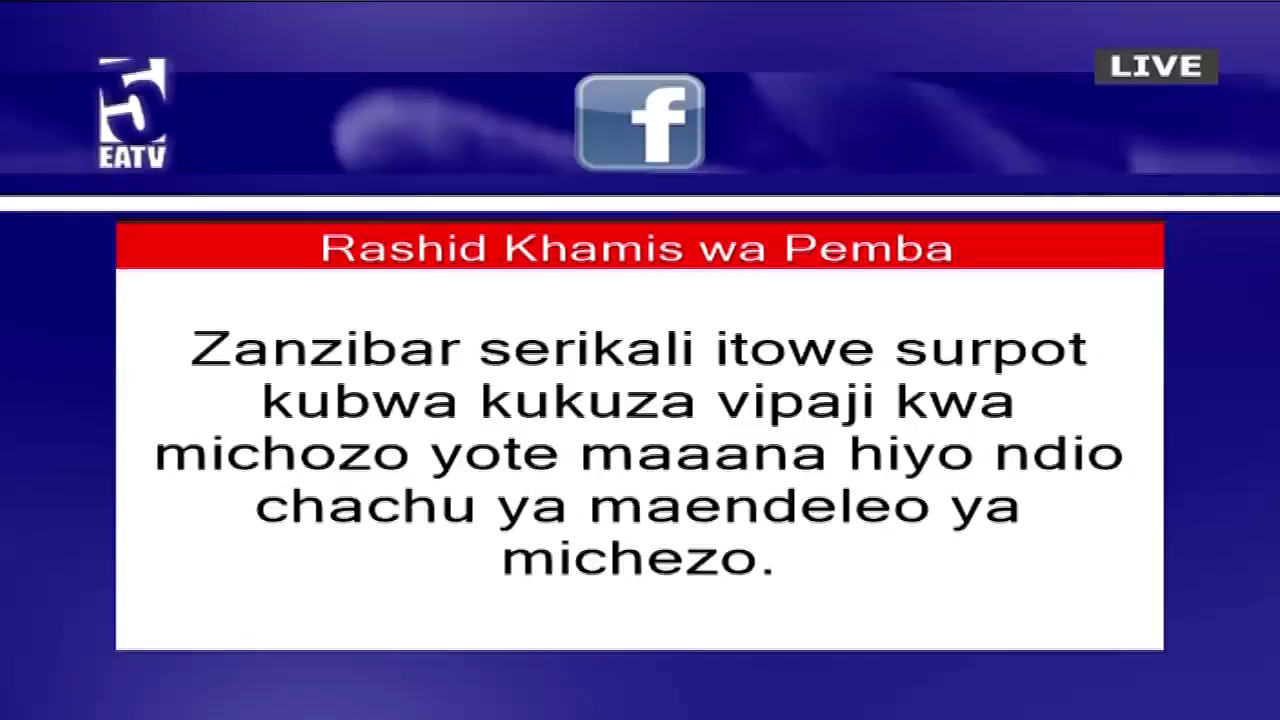 LIVE
5
EATV
f
Rashid Khamis wa Pemba
Zanzibar serikali itowe surpot
kubwa kukuza vipaji kwa
michozo yote maaana hiyo ndio
chachu ya maendeleo ya
michezo.